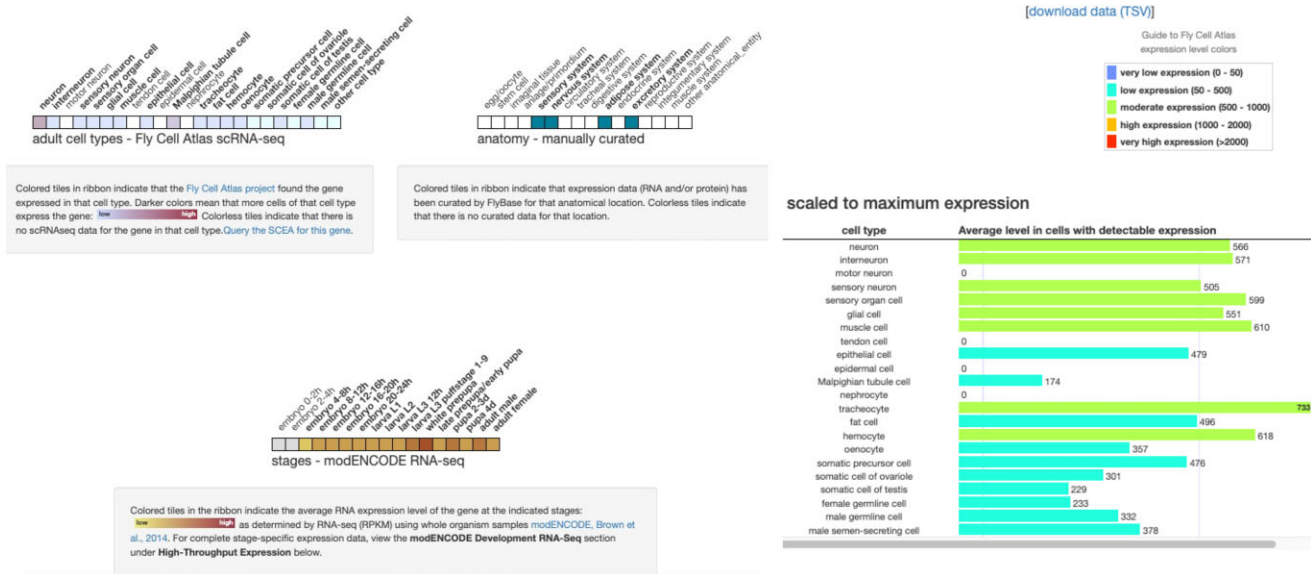 [download data (TSV)]
Guide to Fly Cell Atlas
expression level colors
very low expression (0 - 50)
low expression (50 - 500)
moderate expression (500 - 1000)
high expression (1000 - 2000)
very high expression (>2000)
neuron
interneuron
motor neuron
sensory neuron
sensory organ cell
glial cell
muscle cell
tendon cell
epithelial cell
epidermal cell
Malpighian tubule cell
nephrocyte
tracheocyte
fat cell
hemocyte
oenocyte
somatic precursor cell
somatic cell of ovariole
somatic cell of testis
female germline cell
male germline cell
male semen-secreting cell
other cell type
adult cell types - Fly Cell Atlas scRNA-seq
egg/oocyte
stem cell
imaginal tissue
anlage/primordium
sensory system
nervous system
circulatory system
tracheal system
digestive system
adipose system
endocrine system
excretory system
reproductive system
integumentary system
muscle system
other anatomical_entity
anatomy - manually curated
Colored tiles in ribbon indicate that the Fly Cell Atlas project found the gene
expressed in that cell type. Darker colors mean that more cells of that cell type
express the gene: low high Colorless tiles indicate that there is
no scRNAseq data for the gene in that cell type.Query the SCEA for this gene.
Colored tiles in ribbon indicate that expression data (RNA and/or protein) has
been curated by FlyBase for that anatomical location. Colorless tiles indicate
that there is no curated data for that location.
embryo 0-2h
embryo 2-4h
embryo 4-8h
embryo 8-12h
embryo 12-16h
embryo 16-20h
embryo 20-24h
larva L1
larva L2
larva L3 12h
larva L3 puffstage 1-9
white prepupa
late prepupa/early pupa
pupa 2-3d
pupa 4d
adult male
adult female
stages - modENCODE RNA-seq
Colored tiles in the ribbon indicate the average RNA expression level of the gene at the indicated stages:
low high as determined by RNA-seq (RPKM) using whole organism samples modENCODE, Brown et
al., 2014. For complete stage-specific expression data, view the modENCODE Development RNA-Seq section
under High-Throughput Expression below.
scaled to maximum expression
cell type Average level in cells with detectable expression
neuron 566
interneuron 571
motor neuron 0
sensory neuron 505
sensory organ cell 599
glial cell 551
muscle cell 610
tendon cell 0
epithelial cell 479
epidermal cell 0
Malpighian tubule cell 174
nephrocyte 0
tracheocyte 733
fat cell 496
hemocyte 618
oenocyte 357
somatic precursor cell 476
somatic cell of ovariole 301
somatic cell of testis 229
female germline cell 233
male germline cell 332
male semen-secreting cell 378